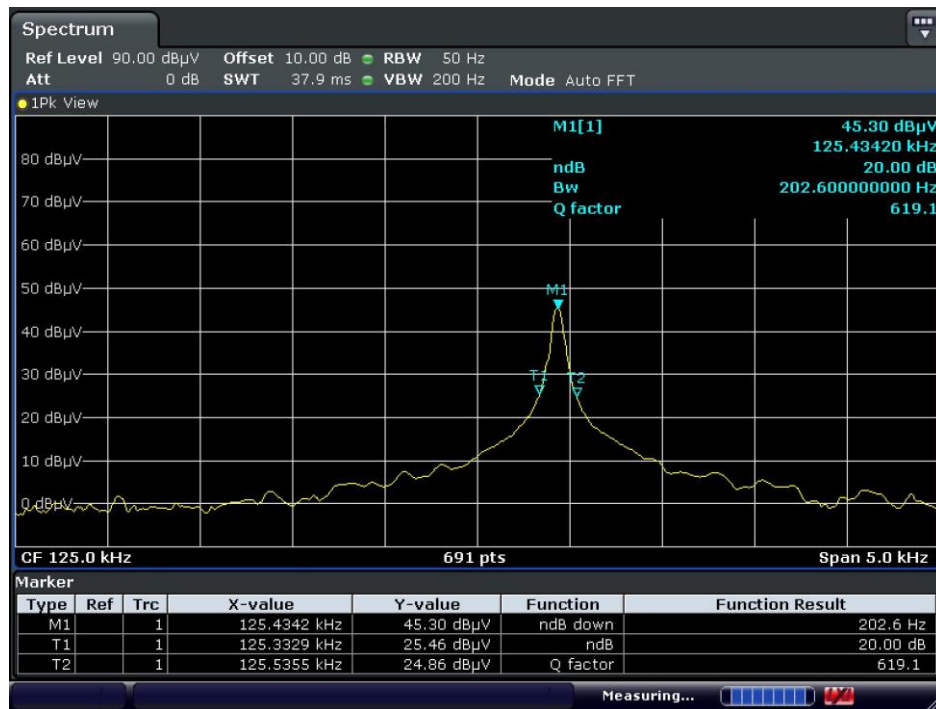 Spectrum
Ref Level 90.00 dBµV Offset 10.00 dB RBW 50 Hz
Att 0 dB SWT 37.9 ms VBW 200 Hz Mode Auto FFT
1Pk View
M1[1] 45.30 dBµV
125.43420 kHz
80 dBµV
ndB 20.00 dB
Bw 202.600000000 Hz
70 dBµV
Q factor 619.1
60 dBµV
50 dBµV
M1
40 dBµV
30 dBµV
T1 T2
20 dBµV
10 dBµV
0 dBµV
CF 125.0 kHz 691 pts Span 5.0 kHz
Marker
Type Ref Trc X-value Y-value Function Function Result
M1 1 125.4342 kHz 45.30 dBµV ndB down 202.6 Hz
T1 1 125.3329 kHz 25.46 dBµV ndB 20.00 dB
T2 1 125.5355 kHz 24.86 dBµV Q factor 619.1
Measuring...